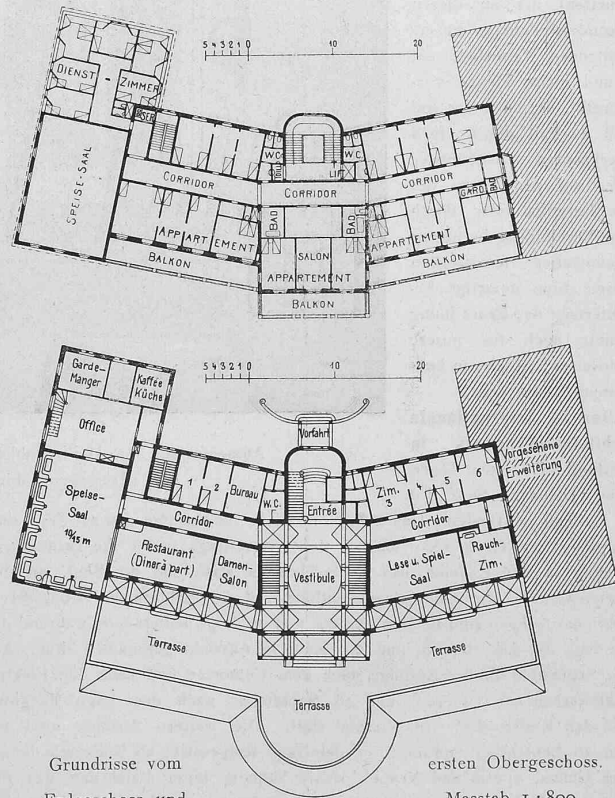 5 4 3 2 1 0 10 20
DIENST - ZIMMER
SPEISE-SAAL
W.C. W.C.
LIFT
CORRIDOR CORRIDOR CORRIDOR
GARD. BAD
APPARTEMENT BAD BAD APPARTEMENT
SALON
APPARTEMENT
BALKON BALKON
BALKON
5 4 3 2 1 0 10 20
Garde-Manger
Kaffee Küche
Office
Vorfahrt
Vorgesehene Erweiterung
1 2 Bureau
W.C.
Entrée
Zim. 3 4 5 6
Speise-Saal
10/15 m
Corridor Corridor
Restaurant
(Diner à part)
Damen-Salon
Vestibule
Lese u. Spiel-Saal
Rauch-Zim.
Terrasse Terrasse
Terrasse
Grundrisse vom ersten Obergeschoss.